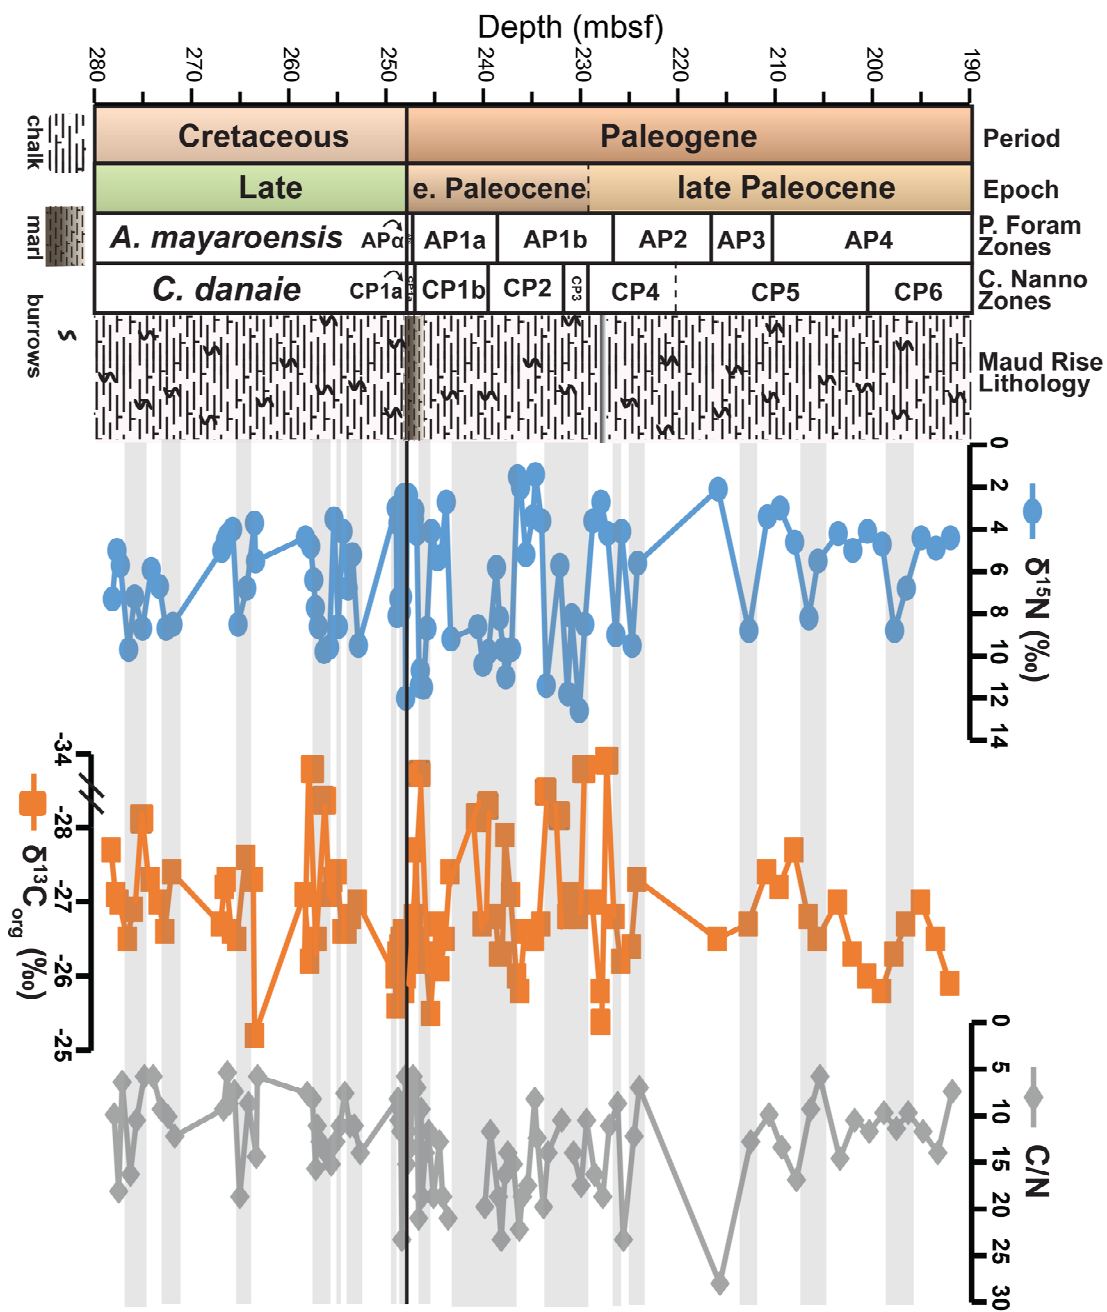 Depth (mbsf)
280
270
260
250
240
230
220
210
200
190
chalk
Cretaceous
Paleogene
Period
Late
e. Paleocene
late Paleocene
Epoch
marl
A. mayaroensis
APα
AP1a
AP1b
AP2
AP3
AP4
P. Foram
Zones
C. danaie
CP1a
CP1b
CP2
CP3
CP4
CP5
CP6
C. Nanno
Zones
burrows
Maud Rise
Lithology
0
2
4
6
8
10
12
14
δ15N (‰)
-34
-28
-27
-26
-25
δ13Corg (‰)
0
5
10
15
20
25
30
C/N